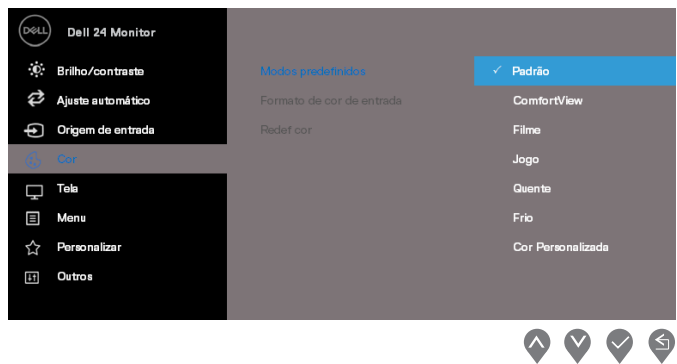 DELL
Dell 24 Monitor
Brilho/contraste
Ajuste automático
Origem de entrada
Cor
Tela
Menu
Personalizar
Outros
Modos predefinidos
Formato de cor de entrada
Redef cor
Padrão
ComfortView
Filme
Jogo
Quente
Frio
Cor Personalizada